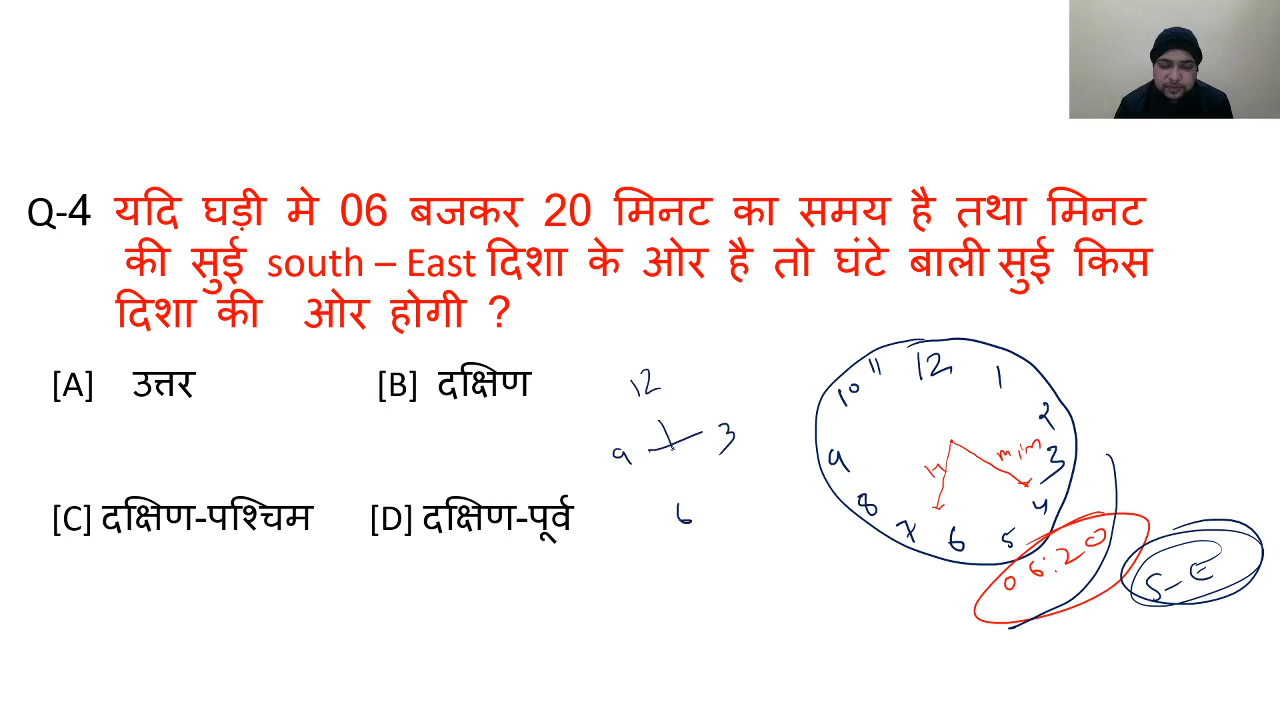 Q-4 यदि घड़ी मे 06 बजकर 20 मिनट का समय है तथा मिनट
की सुई south – East दिशा के ओर है तो घंटे बाली सुई किस
दिशा की ओर होगी ?
[A] उत्तर [B] दक्षिण
[C] दक्षिण-पश्चिम [D] दक्षिण-पूर्व
12
9 3
6
12
11 1
10 2
9 3
8 4
7 5
6
H min
06:20
S-E